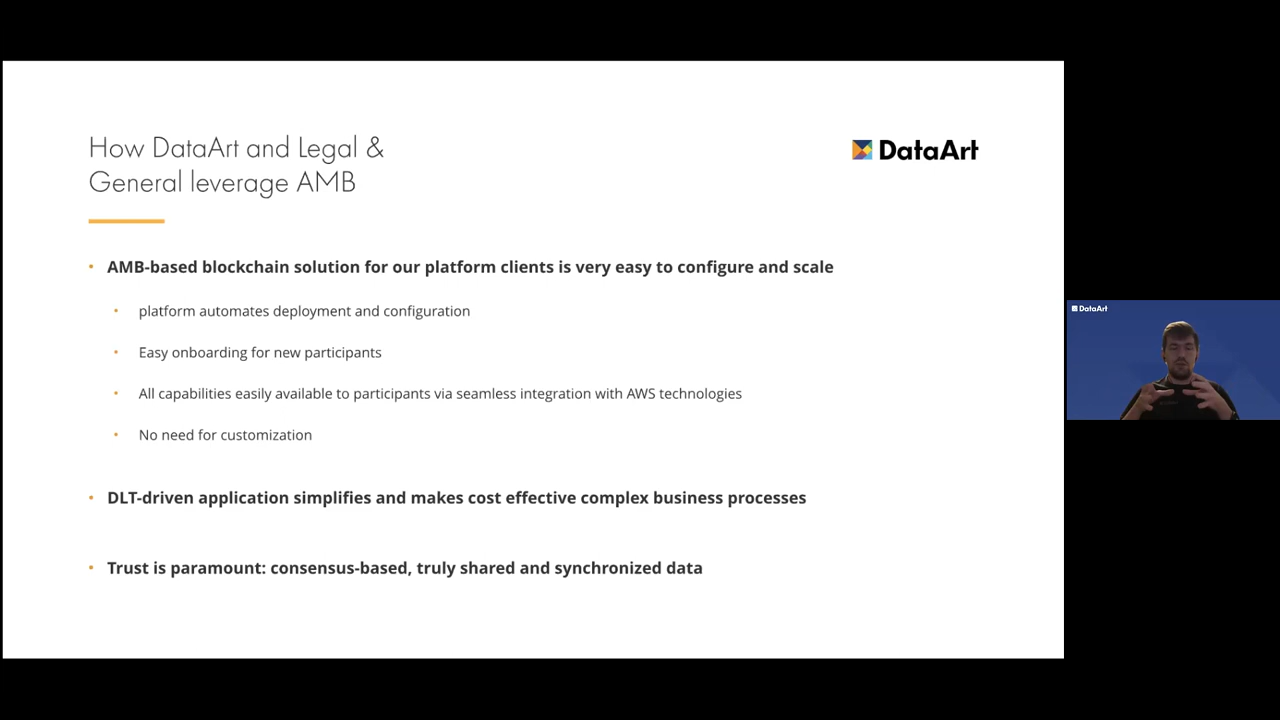 How DataArt and Legal &
General leverage AMB
DataArt
• AMB-based blockchain solution for our platform clients is very easy to configure and scale
• platform automates deployment and configuration
• Easy onboarding for new participants
• All capabilities easily available to participants via seamless integration with AWS technologies
• No need for customization
• DLT-driven application simplifies and makes cost effective complex business processes
• Trust is paramount: consensus-based, truly shared and synchronized data
DataArt